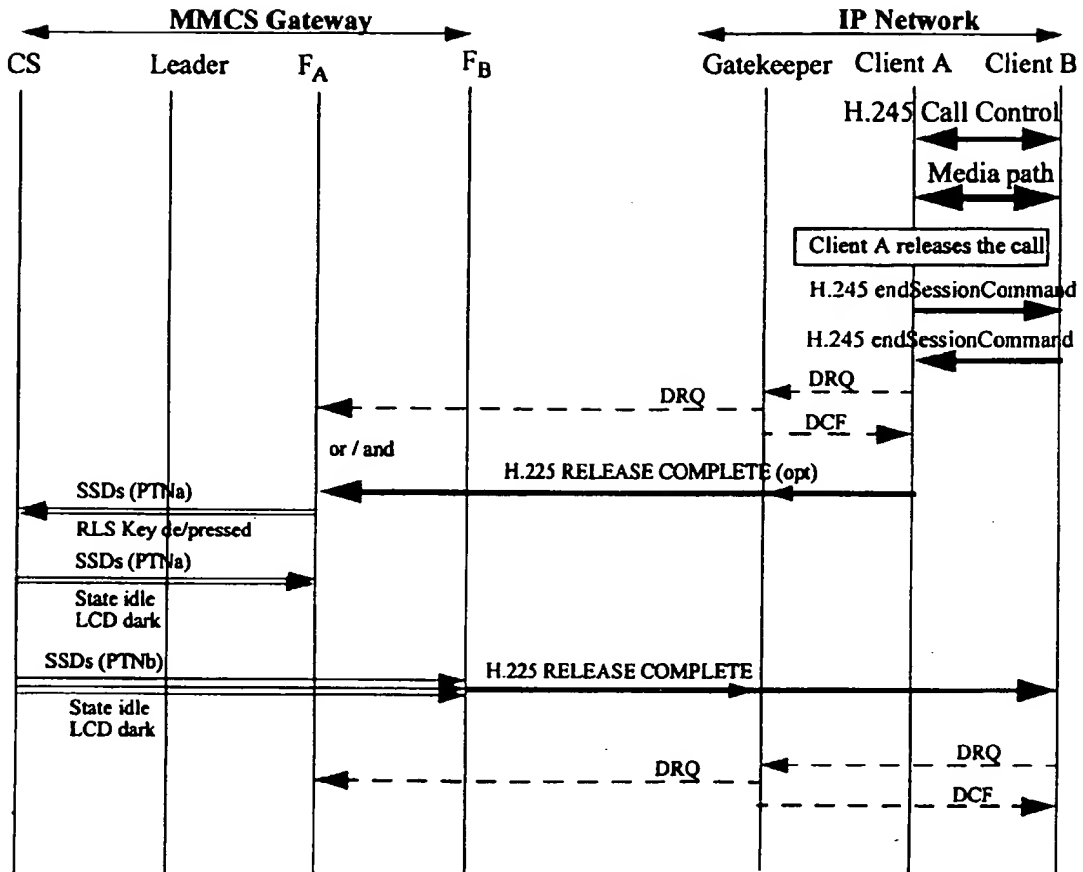 MMCS Gateway
IP Network
CS
Leader
FA
FB
Gatekeeper
Client A
Client B
H.245 Call Control
Media path
Client A releases the call
H.245 endSessionCommand
H.245 endSessionCommand
DRQ
DRQ
DCF
or / and
H.225 RELEASE COMPLETE (opt)
SSDs (PTNa)
RLS Key de/pressed
SSDs (PTNa)
State idle
LCD dark
SSDs (PTNb)
H.225 RELEASE COMPLETE
State idle
LCD dark
DRQ
DRQ
DCF